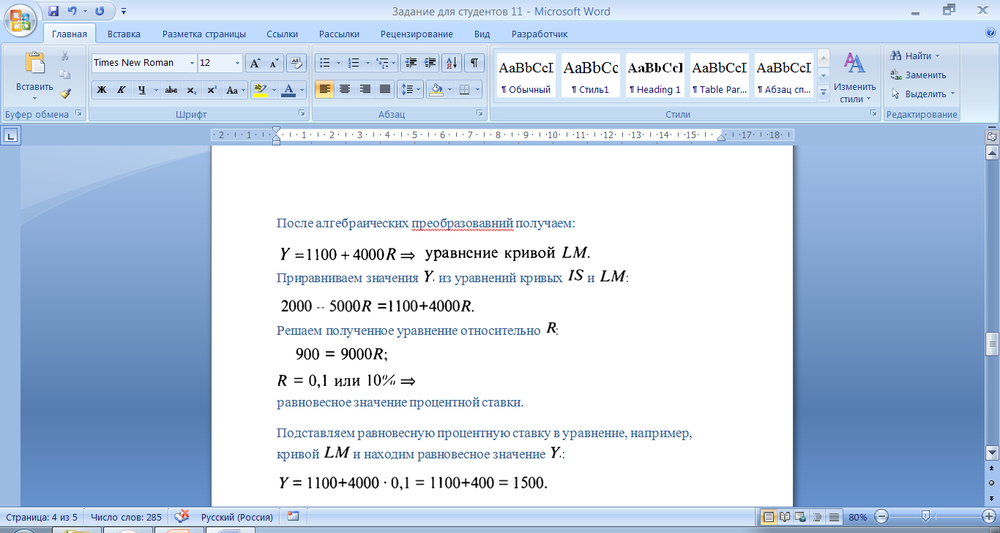 Задание для студентов 11 - Microsoft Word
Главная Вставка Разметка страницы Ссылки Рассылки Рецензирование Вид Разработчик
Вставить
Times New Roman 12
Ж К Ч abc x₂ x² Aa ab A
AaBbCcI AaBbCc AaBbCcI AaBbCcI AaBbCcI
¶ Обычный ¶ Стиль1 ¶ Heading 1 ¶ Table Par... ¶ Абзац сп...
Изменить стили
Найти
Заменить
Выделить
Буфер обмена Шрифт Абзац Стили Редактирование
2 1 1 2 3 4 5 6 7 8 9 10 11 12 13 14 15 17 18
После алгебраических преобразовавний получаем:
Y = 1100 + 4000R ⇒ уравнение кривой LM.
Приравниваем значения Y. из уравнений кривых IS и LM:
2000 -- 5000R = 1100+4000R.
Решаем полученное уравнение относительно R:
900 = 9000R;
R = 0,1 или 10% ⇒
равновесное значение процентной ставки.
Подставляем равновесную процентную ставку в уравнение, например,
кривой LM и находим равновесное значение Y.:
Y = 1100+4000 · 0,1 = 1100+400 = 1500.
Страница: 4 из 5 Число слов: 285 Русский (Россия) 80%